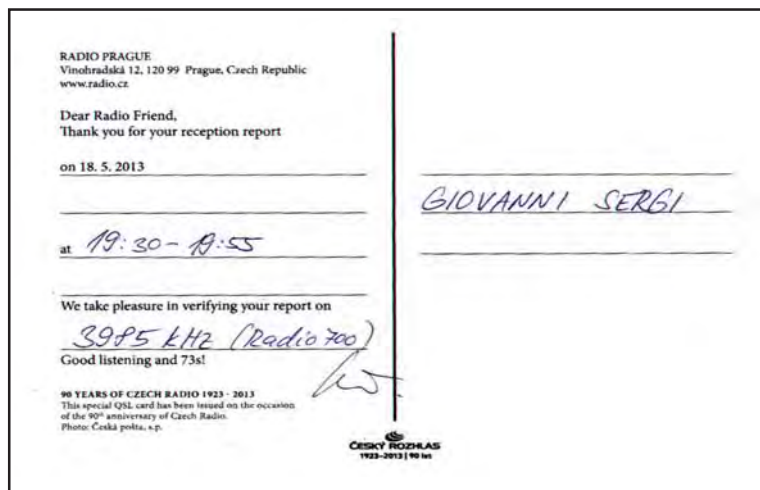 RADIO PRAGUE
Vinohradská 12, 120 99 Prague, Czech Republic
www.radio.cz
Dear Radio Friend,
Thank you for your reception report
on 18. 5. 2013
at 19:30 - 19:55
We take pleasure in verifying your report on
3985 kHz (Radio 700)
Good listening and 73s!
90 YEARS OF CZECH RADIO 1923 - 2013
This special QSL card has been issued on the occasion
of the 90th anniversary of Czech Radio.
Photo: Česká pošta, s.p.
GIOVANNI SERGI
ČESKÝ ROZHLAS
1923-2013 | 90 let